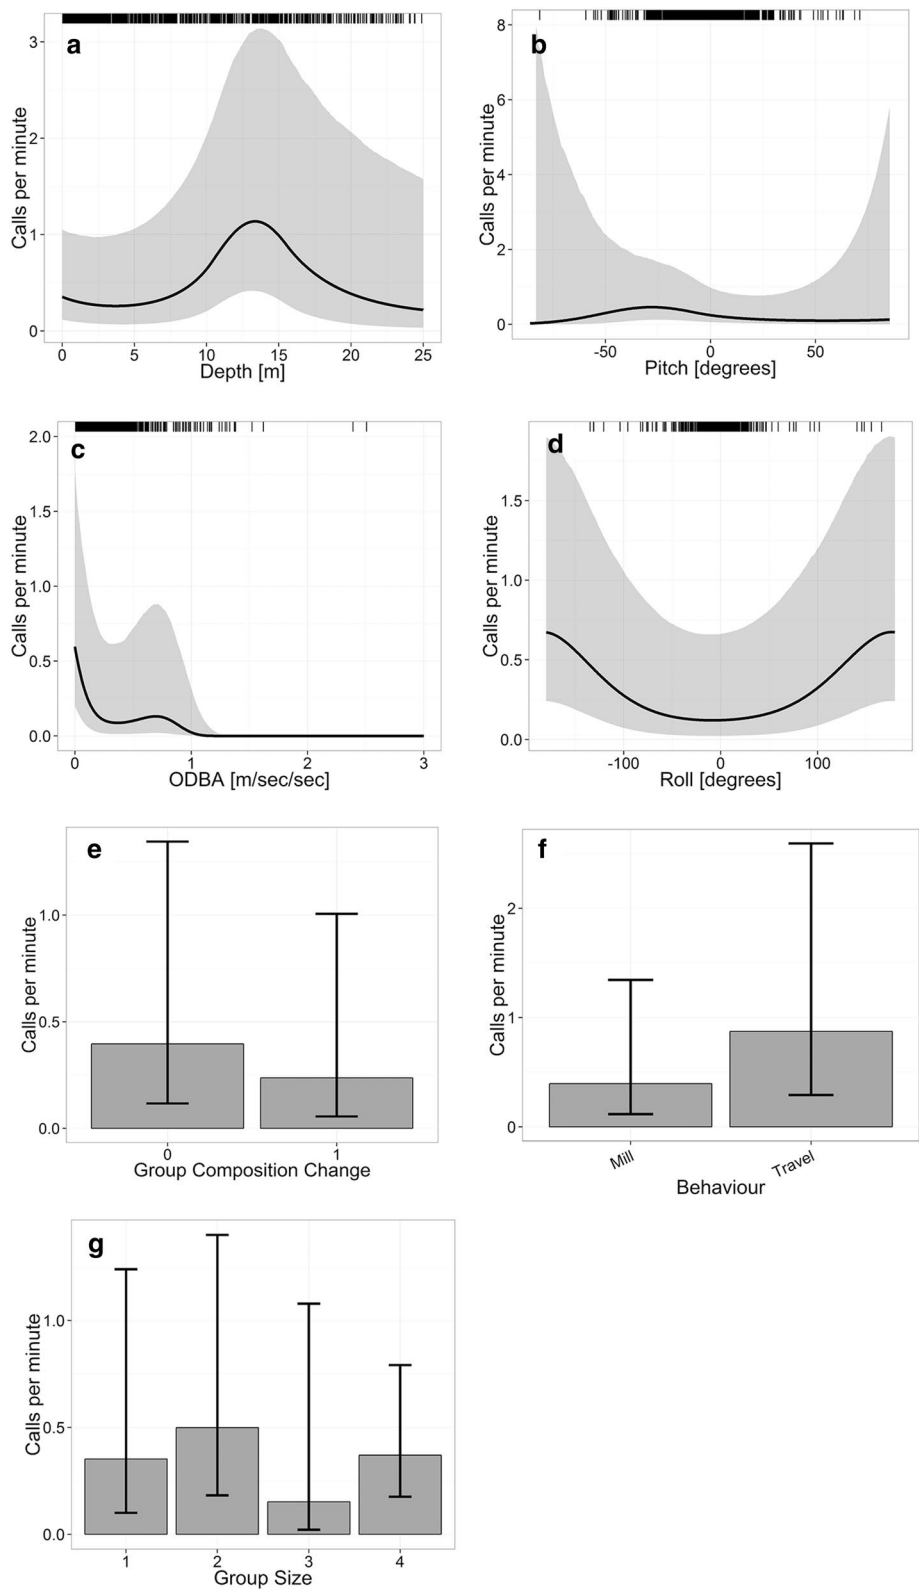 a
Calls per minute
3
2
1
0
0 5 10 15 20 25
Depth [m]
b
Calls per minute
8
6
4
2
0
-50 0 50
Pitch [degrees]
c
Calls per minute
2.0
1.5
1.0
0.5
0.0
0 1 2 3
ODBA [m/sec/sec]
d
Calls per minute
1.5
1.0
0.5
0.0
-100 0 100
Roll [degrees]
e
Calls per minute
1.0
0.5
0.0
0 1
Group Composition Change
f
Calls per minute
2
1
0
Mill Travel
Behaviour
g
Calls per minute
1.0
0.5
0.0
1 2 3 4
Group Size